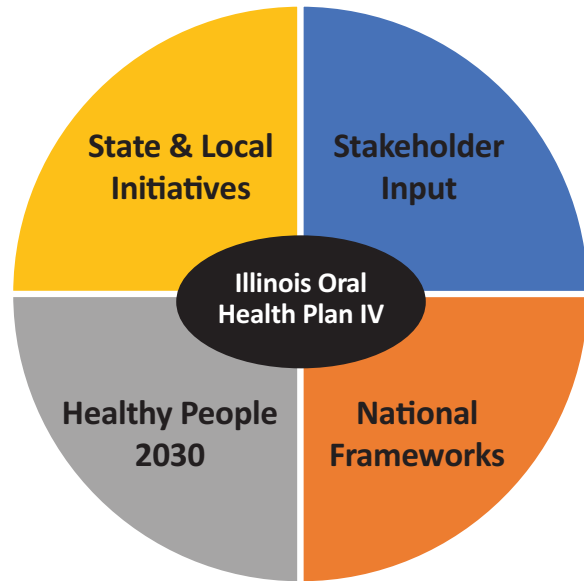 State & Local
Initiatives
Stakeholder
Input
Illinois Oral
Health Plan IV
Healthy People
2030
National
Frameworks